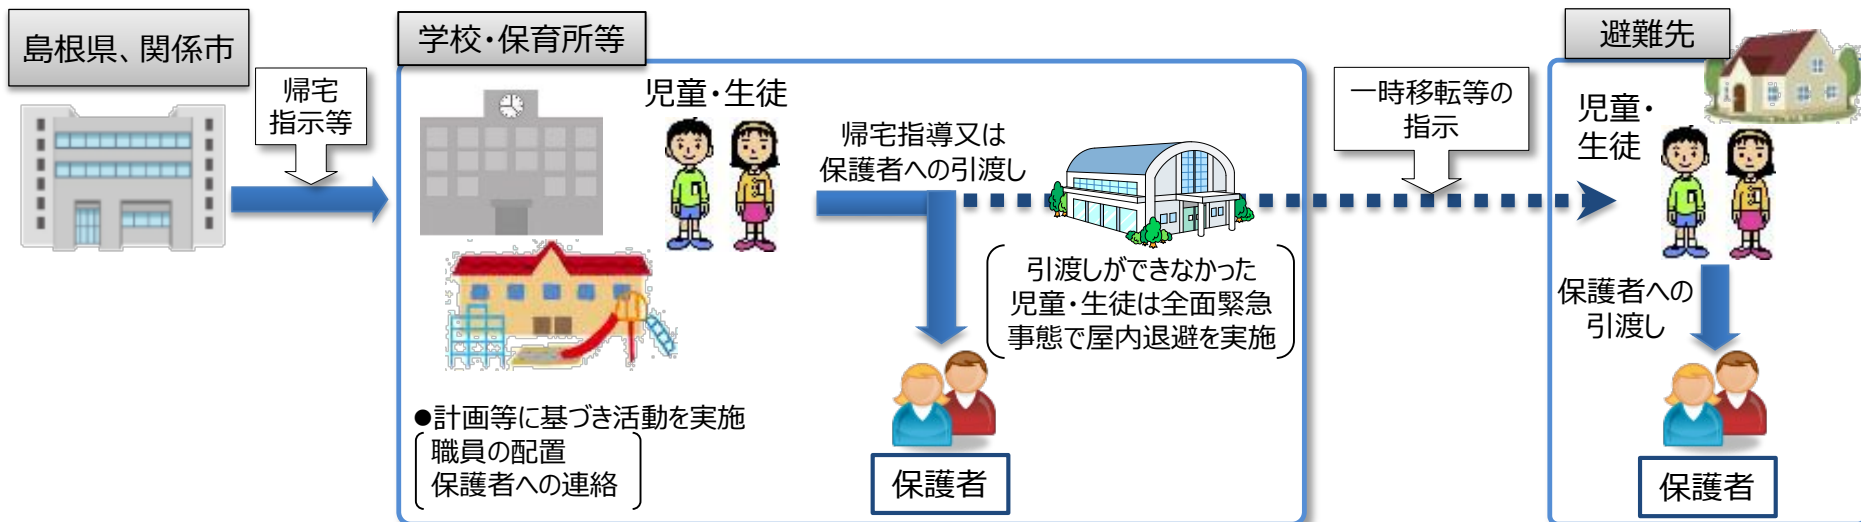 島根県、関係市
帰宅
指示等
学校・保育所等
児童・生徒
●計画等に基づき活動を実施
職員の配置
保護者への連絡
帰宅指導又は
保護者への引渡し
引渡しができなかった
児童・生徒は全面緊急
事態で屋内退避を実施
保護者
一時移転等の
指示
避難先
児童・
生徒
保護者への
引渡し
保護者